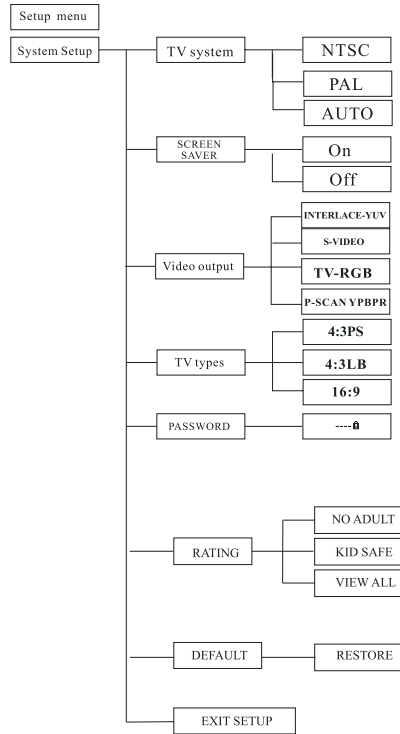 Setup menu
System Setup
TV system
NTSC
PAL
AUTO
SCREEN
SAVER
On
Off
Video output
INTERLACE-YUV
S-VIDEO
TV-RGB
P-SCAN YPBPR
TV types
4:3PS
4:3LB
16:9
PASSWORD
----
RATING
NO ADULT
KID SAFE
VIEW ALL
DEFAULT
RESTORE
EXIT SETUP